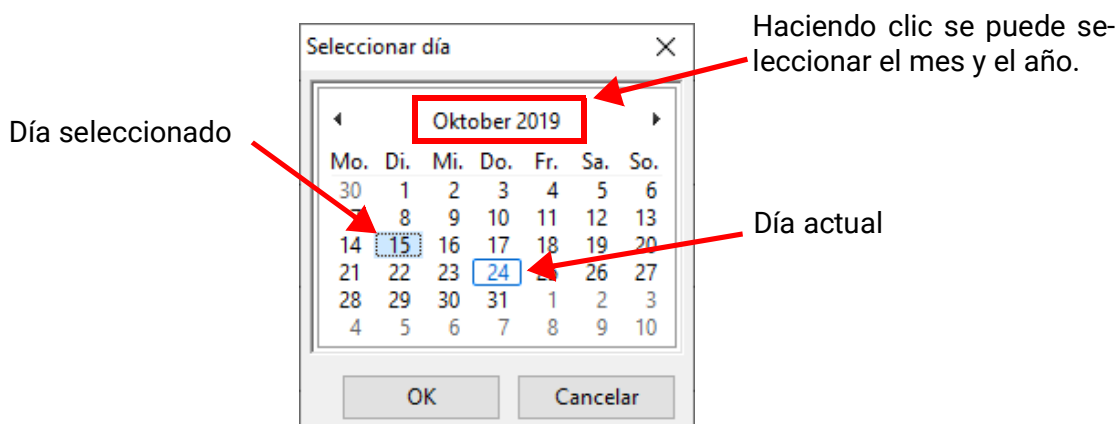 Haciendo clic se puede se-
leccionar el mes y el año.
Seleccionar día
Día seleccionado
Oktober 2019
Mo. Di. Mi. Do. Fr. Sa. So.
30 1 2 3 4 5 6
7 8 9 10 11 12 13
Día actual
14 15 16 17 18 19 20
21 22 23 24 25 26 27
28 29 30 31 1 2 3
4 5 6 7 8 9 10
OK Cancelar